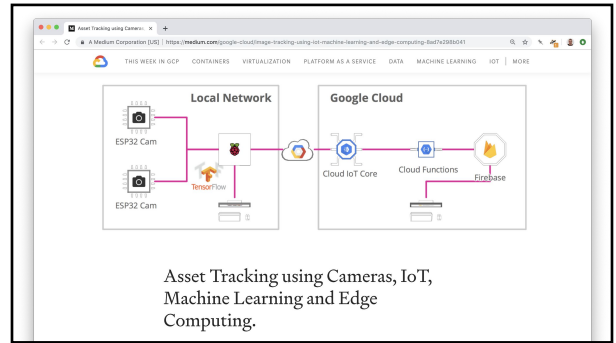 Asset Tracking using Cameras
A Medium Corporation [US] | https://medium.com/google-cloud/image-tracking-using-iot-machine-learning-and-edge-computing-8ad7e298b041
THIS WEEK IN GCP CONTAINERS VIRTUALIZATION PLATFORM AS A SERVICE DATA MACHINE LEARNING IOT | MORE
Local Network
Google Cloud
ESP32 Cam
TensorFlow
ESP32 Cam
Cloud IoT Core
Cloud Functions
Firebase
Asset Tracking using Cameras, IoT,
Machine Learning and Edge
Computing.